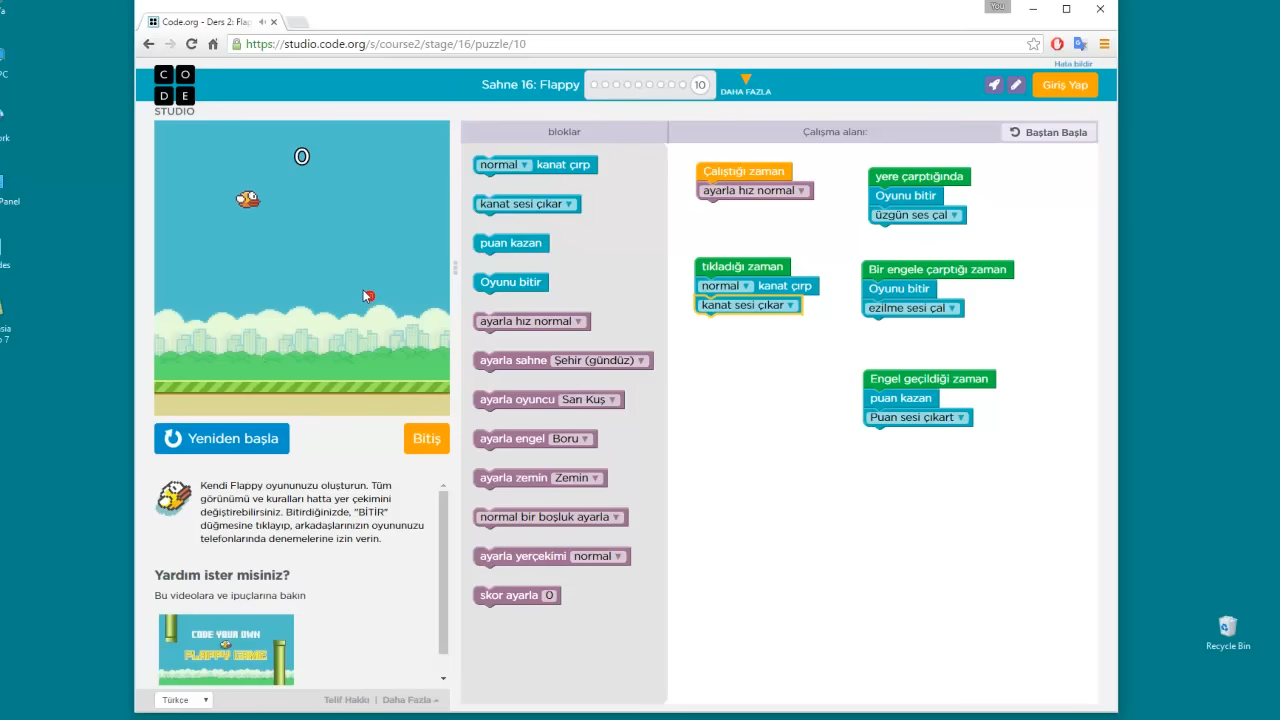 You
Code.org - Ders 2: Flap
https://studio.code.org/s/course2/stage/16/puzzle/10
Hata bildir
C O
D E
STUDIO
Sahne 16: Flappy
10
DAHA FAZLA
Giriş Yap
bloklar
Çalışma alanı:
Baştan Başla
0
normal kanat çırp
kanat sesi çıkar
puan kazan
Oyunu bitir
ayarla hız normal
ayarla sahne Şehir (gündüz)
ayarla oyuncu Sarı Kuş
ayarla engel Boru
ayarla zemin Zemin
normal bir boşluk ayarla
ayarla yerçekimi normal
skor ayarla 0
Çalıştığı zaman
ayarla hız normal
tıkladığı zaman
normal kanat çırp
kanat sesi çıkar
yere çarptığında
Oyunu bitir
üzgün ses çal
Bir engele çarptığı zaman
Oyunu bitir
ezilme sesi çal
Engel geçildiği zaman
puan kazan
Puan sesi çıkart
Yeniden başla
Bitiş
Kendi Flappy oyununuzu oluşturun. Tüm
görünümü ve kuralları hatta yer çekimini
değiştirebilirsiniz. Bitirdiğinizde, "BİTİR"
düğmesine tıklayıp, arkadaşlarınızın oyununuzu
telefonlarında denemelerine izin verin.
Yardım ister misiniz?
Bu videolara ve ipuçlarına bakın
CODE YOUR OWN
FLAPPY GAME
Türkçe
Telif Hakkı | Daha Fazla
Recycle Bin
PC
Panel